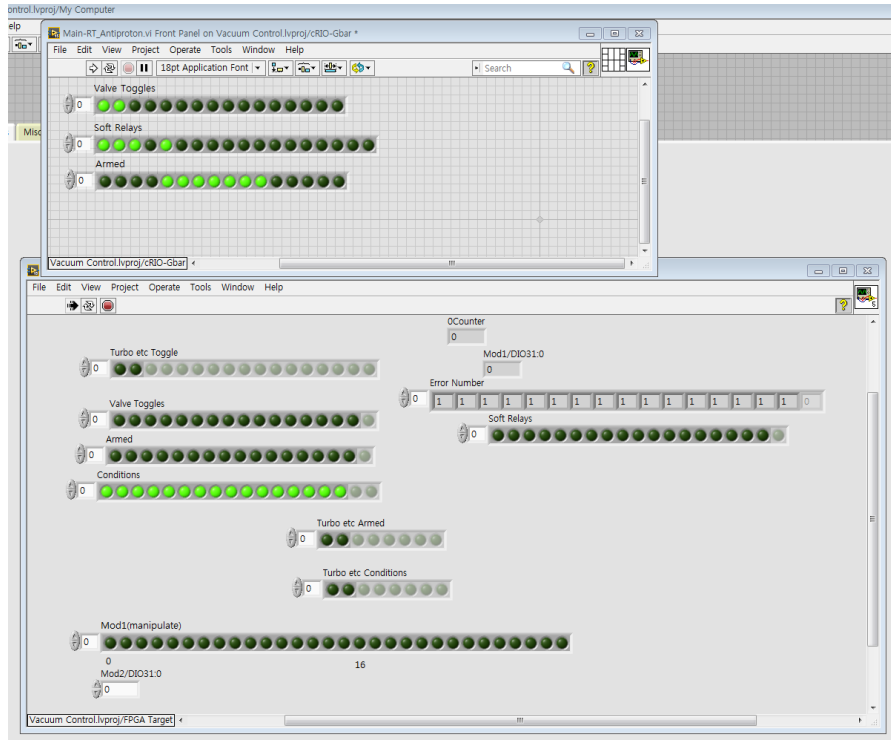 ontrol.lvproj/My Computer
elp
Misc
Main-RT_Antiproton.vi Front Panel on Vacuum Control.lvproj/cRIO-Gbar *
File Edit View Project Operate Tools Window Help
18pt Application Font
Search
Valve Toggles
0
Soft Relays
0
Armed
0
Vacuum Control.lvproj/cRIO-Gbar
File Edit View Project Operate Tools Window Help
5
0Counter
0
Turbo etc Toggle
0
Mod1/DIO31:0
0
Error Number
0 1 1 1 1 1 1 1 1 1 1 1 1 1 1 1 0
Valve Toggles
0
Soft Relays
0
Armed
0
Conditions
0
Turbo etc Armed
0
Turbo etc Conditions
0
Mod1(manipulate)
0
0 16
Mod2/DIO31:0
0
Vacuum Control.lvproj/FPGA Target